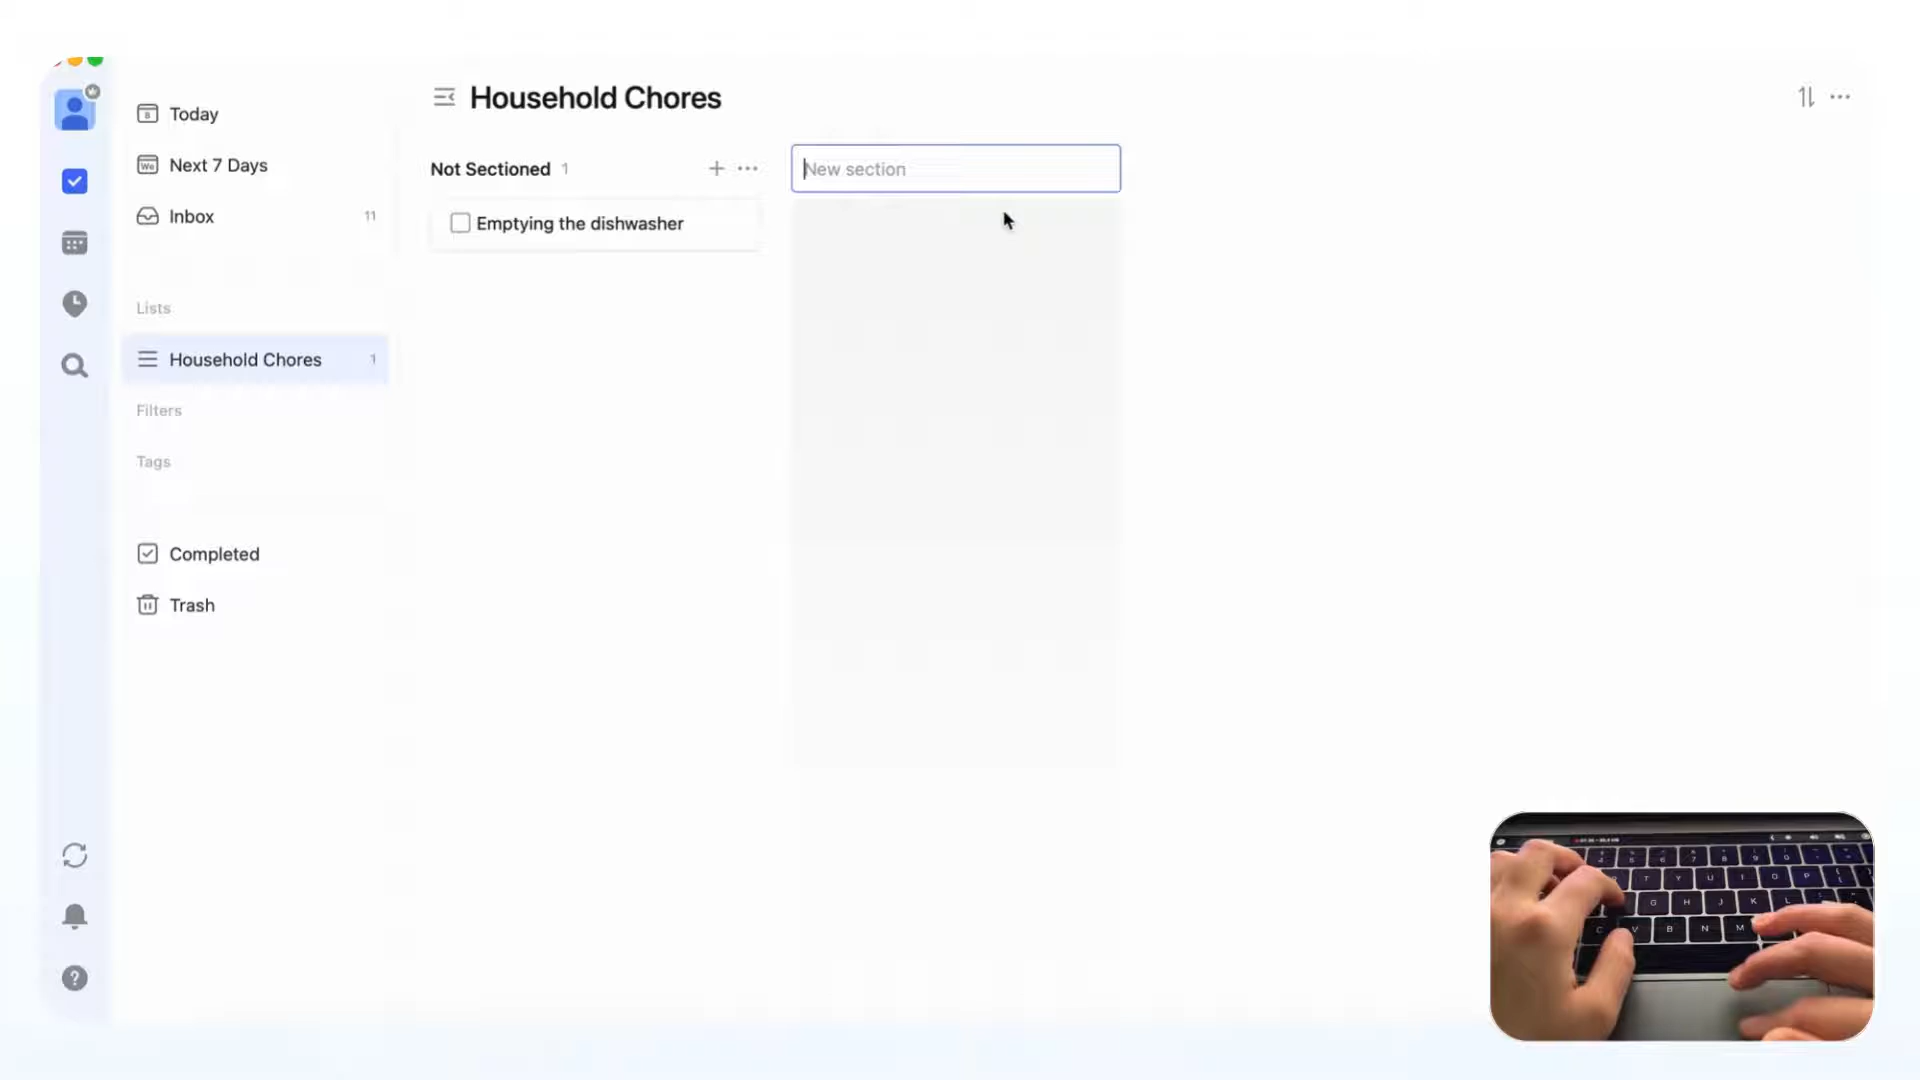 Household Chores
Today
Next 7 Days
Inbox 11
Lists
Household Chores 1
Filters
Tags
Completed
Trash
Not Sectioned 1
Emptying the dishwasher
New section